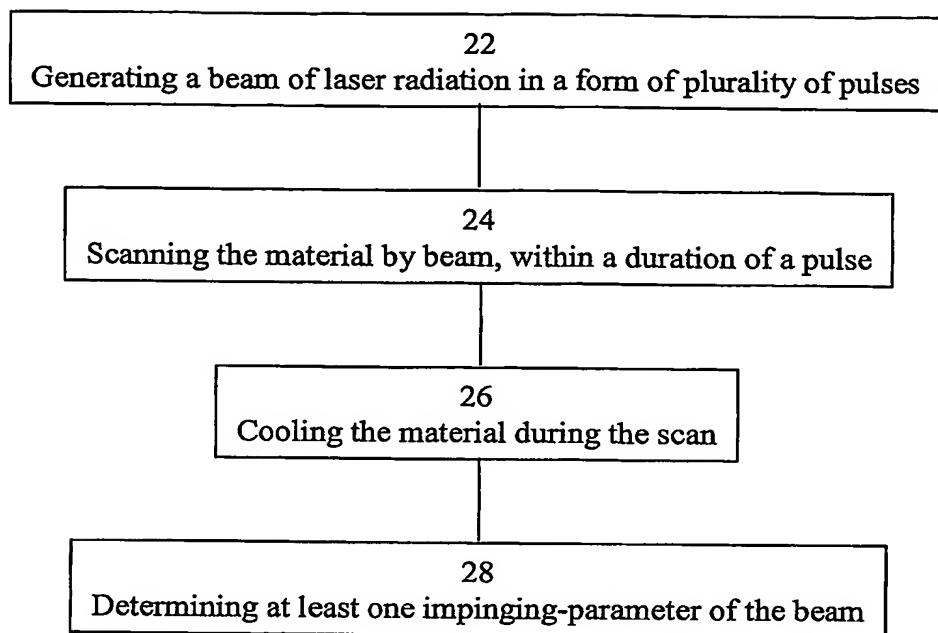 22
Generating a beam of laser radiation in a form of plurality of pulses
24
Scanning the material by beam, within a duration of a pulse
26
Cooling the material during the scan
28
Determining at least one impinging-parameter of the beam